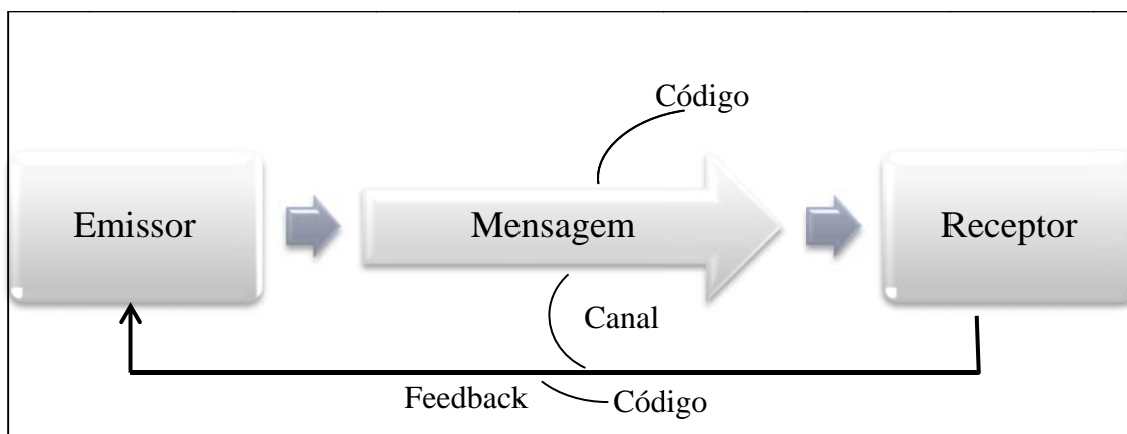 Código
Emissor
Mensagem
Receptor
Canal
Feedback
Código